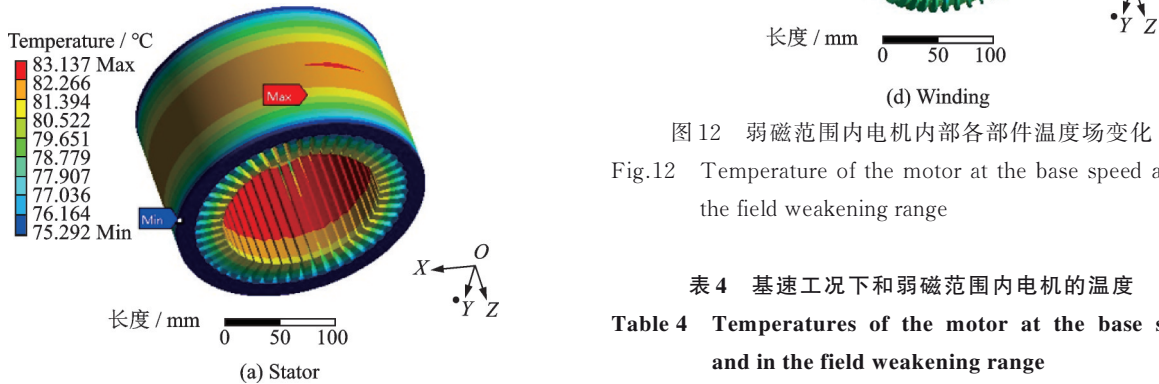 Temperature / °C
83.137 Max
82.266
81.394
80.522
79.651
78.779
77.907
77.036
76.164
75.292 Min
Max
Min
X
O
Y
Z
长度 / mm
0
50
100
(a) Stator
Y
Z
长度 / mm
0
50
100
(d) Winding
图12 弱磁范围内电机内部各部件温度场变化
Fig.12 Temperature of the motor at the base speed a
the field weakening range
表4 基速工况下和弱磁范围内电机的温度
Table 4 Temperatures of the motor at the base s
and in the field weakening range